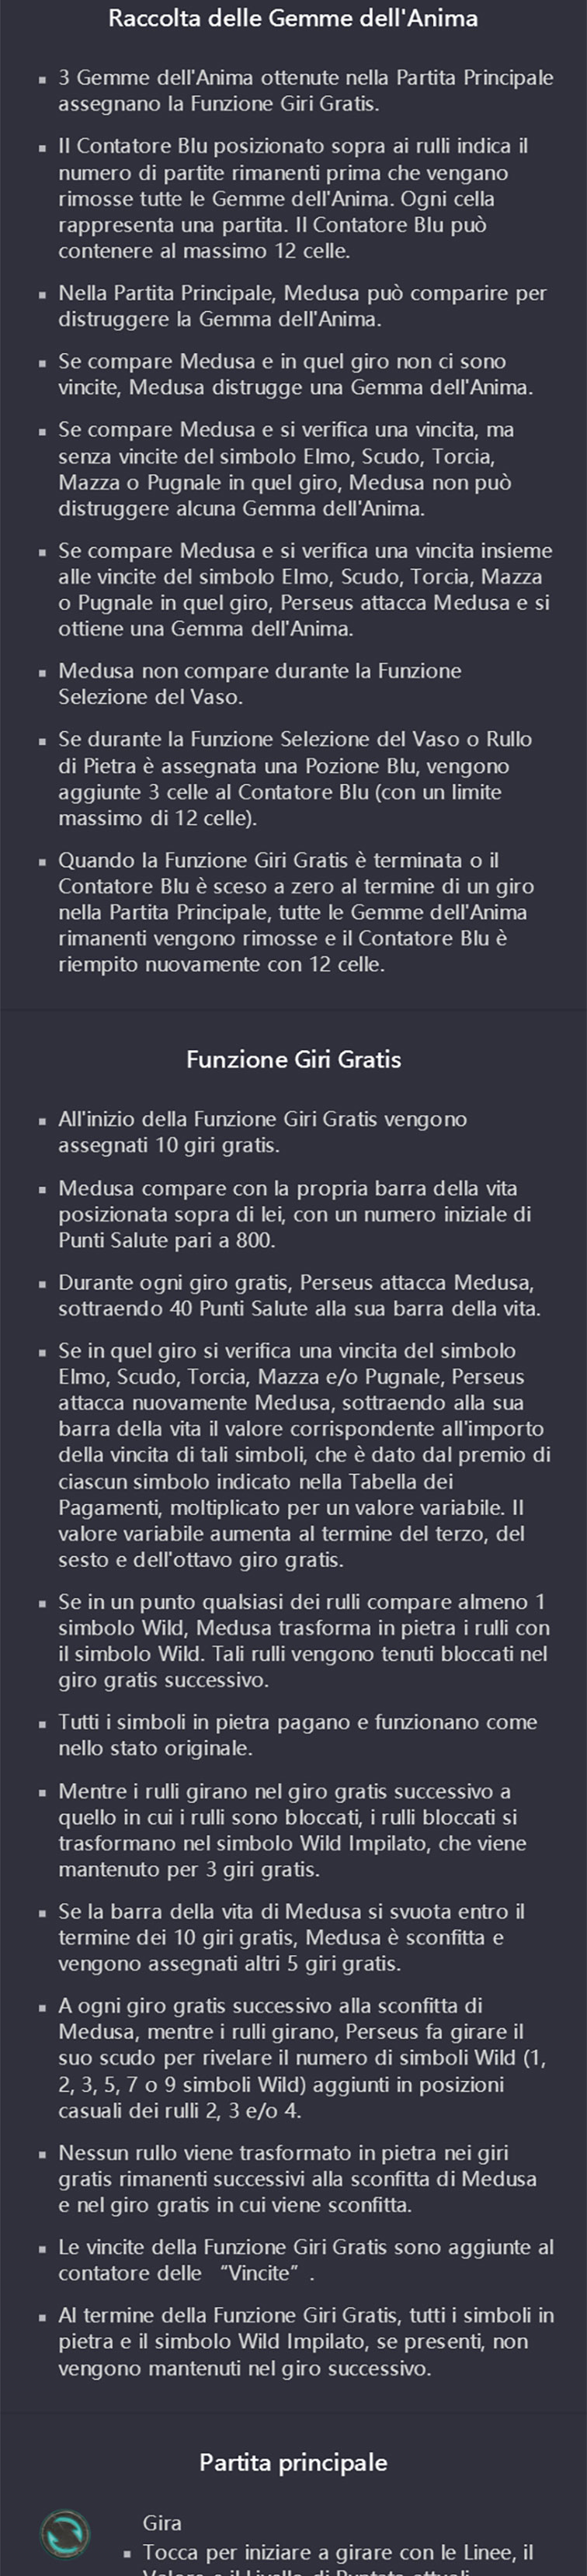 Raccolta delle Gemme dell'Anima
▪ 3 Gemme dell'Anima ottenute nella Partita Principale
assegnano la Funzione Giri Gratis.
▪ Il Contatore Blu posizionato sopra ai rulli indica il
numero di partite rimanenti prima che vengano
rimosse tutte le Gemme dell'Anima. Ogni cella
rappresenta una partita. Il Contatore Blu può
contenere al massimo 12 celle.
▪ Nella Partita Principale, Medusa può comparire per
distruggere la Gemma dell'Anima.
▪ Se compare Medusa e in quel giro non ci sono
vincite, Medusa distrugge una Gemma dell'Anima.
▪ Se compare Medusa e si verifica una vincita, ma
senza vincite del simbolo Elmo, Scudo, Torcia,
Mazza o Pugnale in quel giro, Medusa non può
distruggere alcuna Gemma dell'Anima.
▪ Se compare Medusa e si verifica una vincita insieme
alle vincite del simbolo Elmo, Scudo, Torcia, Mazza
o Pugnale in quel giro, Perseus attacca Medusa e si
ottiene una Gemma dell'Anima.
▪ Medusa non compare durante la Funzione
Selezione del Vaso.
▪ Se durante la Funzione Selezione del Vaso o Rullo
di Pietra è assegnata una Pozione Blu, vengono
aggiunte 3 celle al Contatore Blu (con un limite
massimo di 12 celle).
▪ Quando la Funzione Giri Gratis è terminata o il
Contatore Blu è sceso a zero al termine di un giro
nella Partita Principale, tutte le Gemme dell'Anima
rimanenti vengono rimosse e il Contatore Blu è
riempito nuovamente con 12 celle.
Funzione Giri Gratis
▪ All'inizio della Funzione Giri Gratis vengono
assegnati 10 giri gratis.
▪ Medusa compare con la propria barra della vita
posizionata sopra di lei, con un numero iniziale di
Punti Salute pari a 800.
▪ Durante ogni giro gratis, Perseus attacca Medusa,
sottraendo 40 Punti Salute alla sua barra della vita.
▪ Se in quel giro si verifica una vincita del simbolo
Elmo, Scudo, Torcia, Mazza e/o Pugnale, Perseus
attacca nuovamente Medusa, sottraendo alla sua
barra della vita il valore corrispondente all'importo
della vincita di tali simboli, che è dato dal premio di
ciascun simbolo indicato nella Tabella dei
Pagamenti, moltiplicato per un valore variabile. Il
valore variabile aumenta al termine del terzo, del
sesto e dell'ottavo giro gratis.
▪ Se in un punto qualsiasi dei rulli compare almeno 1
simbolo Wild, Medusa trasforma in pietra i rulli con
il simbolo Wild. Tali rulli vengono tenuti bloccati nel
giro gratis successivo.
▪ Tutti i simboli in pietra pagano e funzionano come
nello stato originale.
▪ Mentre i rulli girano nel giro gratis successivo a
quello in cui i rulli sono bloccati, i rulli bloccati si
trasformano nel simbolo Wild Impilato, che viene
mantenuto per 3 giri gratis.
▪ Se la barra della vita di Medusa si svuota entro il
termine dei 10 giri gratis, Medusa è sconfitta e
vengono assegnati altri 5 giri gratis.
▪ A ogni giro gratis successivo alla sconfitta di
Medusa, mentre i rulli girano, Perseus fa girare il
suo scudo per rivelare il numero di simboli Wild (1,
2, 3, 5, 7 o 9 simboli Wild) aggiunti in posizioni
casuali dei rulli 2, 3 e/o 4.
▪ Nessun rullo viene trasformato in pietra nei giri
gratis rimanenti successivi alla sconfitta di Medusa
e nel giro gratis in cui viene sconfitta.
▪ Le vincite della Funzione Giri Gratis sono aggiunte al
contatore delle “Vincite” .
▪ Al termine della Funzione Giri Gratis, tutti i simboli in
pietra e il simbolo Wild Impilato, se presenti, non
vengono mantenuti nel giro successivo.
Partita principale
Gira
▪ Tocca per iniziare a girare con le Linee, il
Valore e il Livello di Puntata attuali